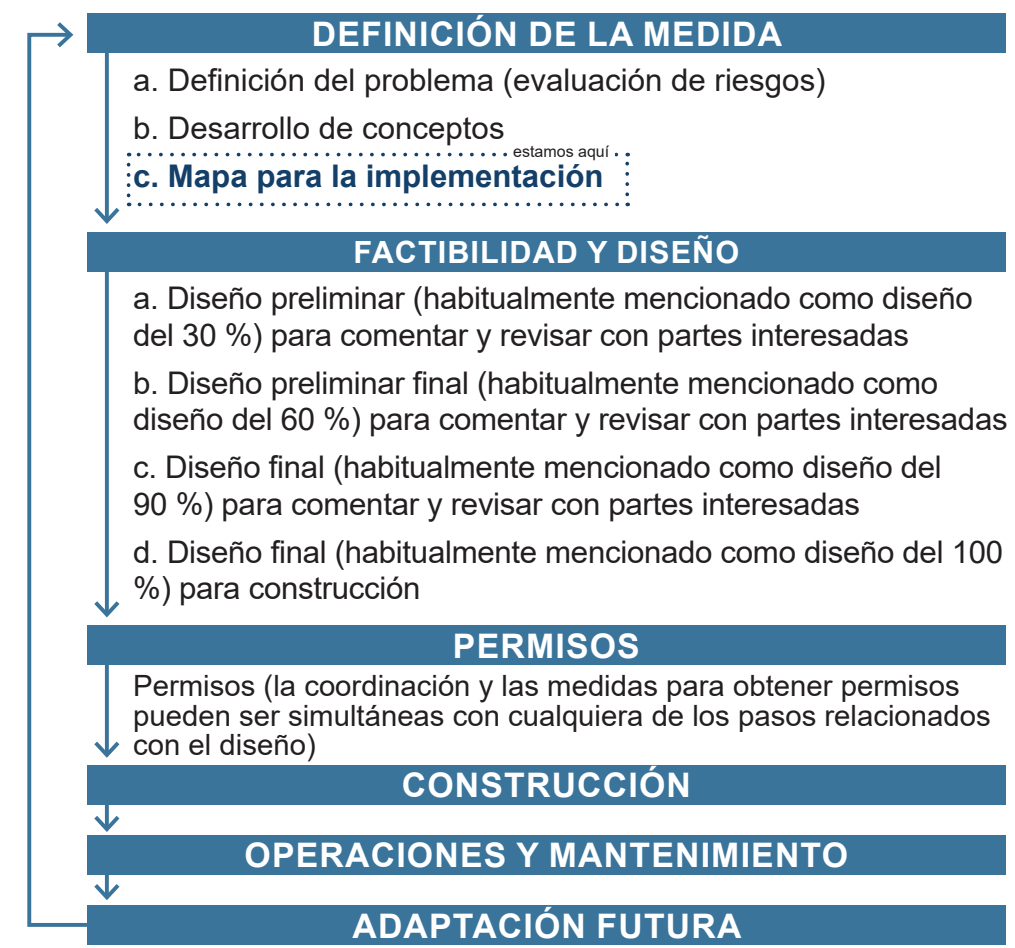 DEFINICIÓN DE LA MEDIDA
a. Definición del problema (evaluación de riesgos)
b. Desarrollo de conceptos
estamos aquí
c. Mapa para la implementación
FACTIBILIDAD Y DISEÑO
a. Diseño preliminar (habitualmente mencionado como diseño
del 30 %) para comentar y revisar con partes interesadas
b. Diseño preliminar final (habitualmente mencionado como
diseño del 60 %) para comentar y revisar con partes interesadas
c. Diseño final (habitualmente mencionado como diseño del
90 %) para comentar y revisar con partes interesadas
d. Diseño final (habitualmente mencionado como diseño del 100
%) para construcción
PERMISOS
Permisos (la coordinación y las medidas para obtener permisos
pueden ser simultáneas con cualquiera de los pasos relacionados
con el diseño)
CONSTRUCCIÓN
OPERACIONES Y MANTENIMIENTO
ADAPTACIÓN FUTURA